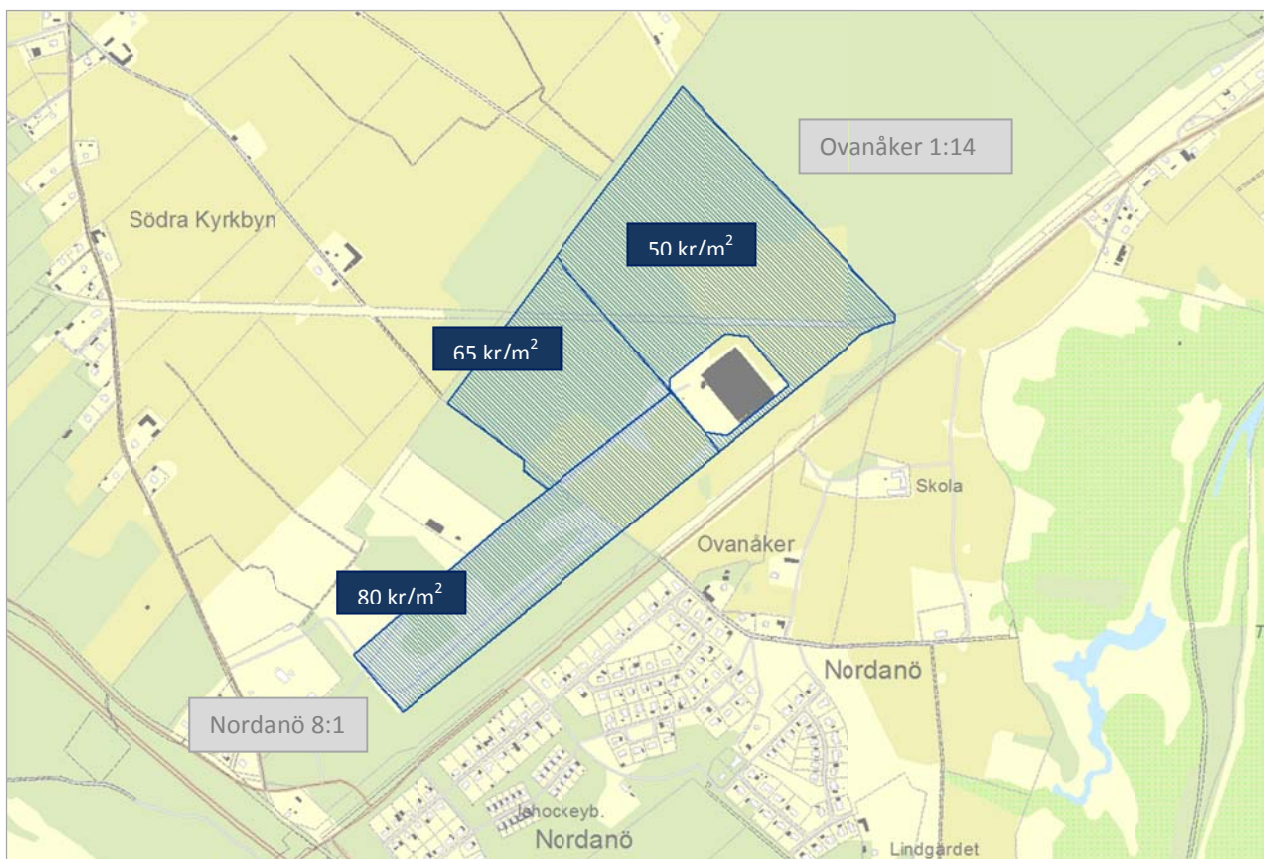 Ovanåker 1:14
Södra Kyrkbyn
50 kr/m²
65 kr/m²
Skola
Ovanåker
80 kr/m²
Nordanö
Nordanö 8:1
Ishockeyb.
Nordanö
Lindgärdet